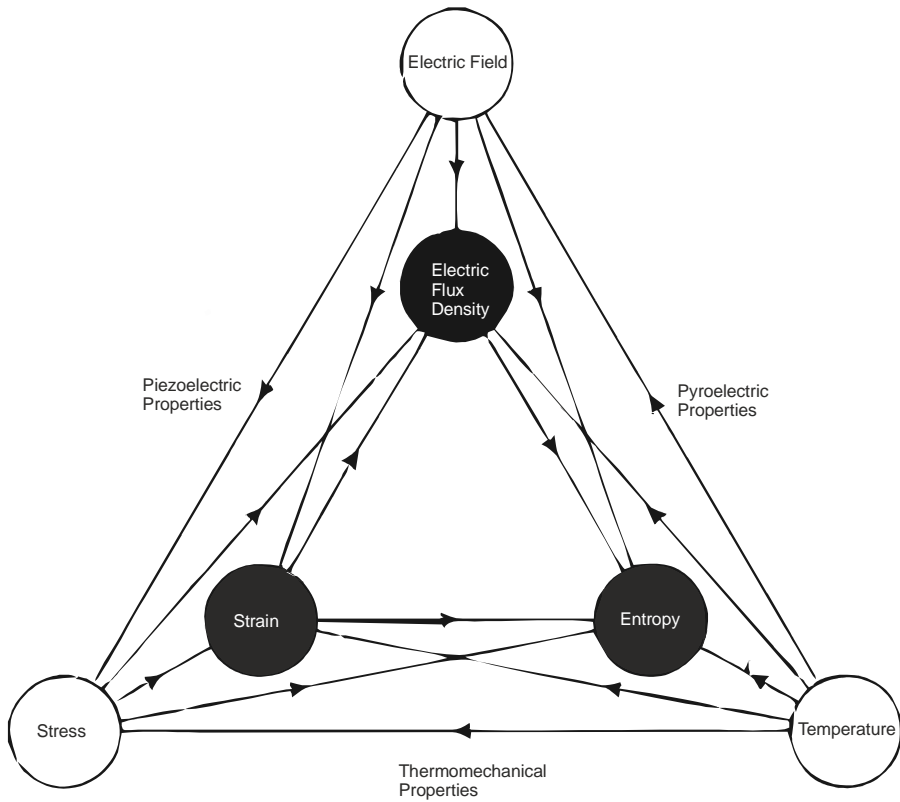 Electric Field
Electric
Flux
Density
Piezoelectric
Properties
Pyroelectric
Properties
Strain
Entropy
Stress
Temperature
Thermomechanical
Properties